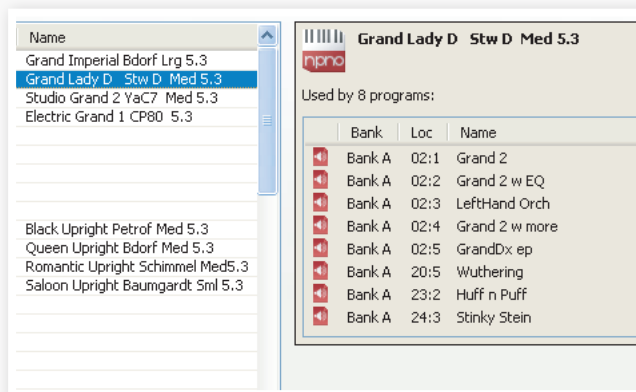 Name
Grand Imperial Bdorf Lrg 5.3
Grand Lady D Stw D Med 5.3
Studio Grand 2 YaC7 Med 5.3
Electric Grand 1 CP80 5.3
Black Upright Petrof Med 5.3
Queen Upright Bdorf Med 5.3
Romantic Upright Schimmel Med5.3
Saloon Upright Baumgardt Sml 5.3
npno
Grand Lady D Stw D Med 5.3
Used by 8 programs:
Bank Loc Name
Bank A 02:1 Grand 2
Bank A 02:2 Grand 2 w EQ
Bank A 02:3 LeftHand Orch
Bank A 02:4 Grand 2 w more
Bank A 02:5 GrandDx ep
Bank A 20:5 Wuthering
Bank A 23:2 Huff n Puff
Bank A 24:3 Stinky Stein